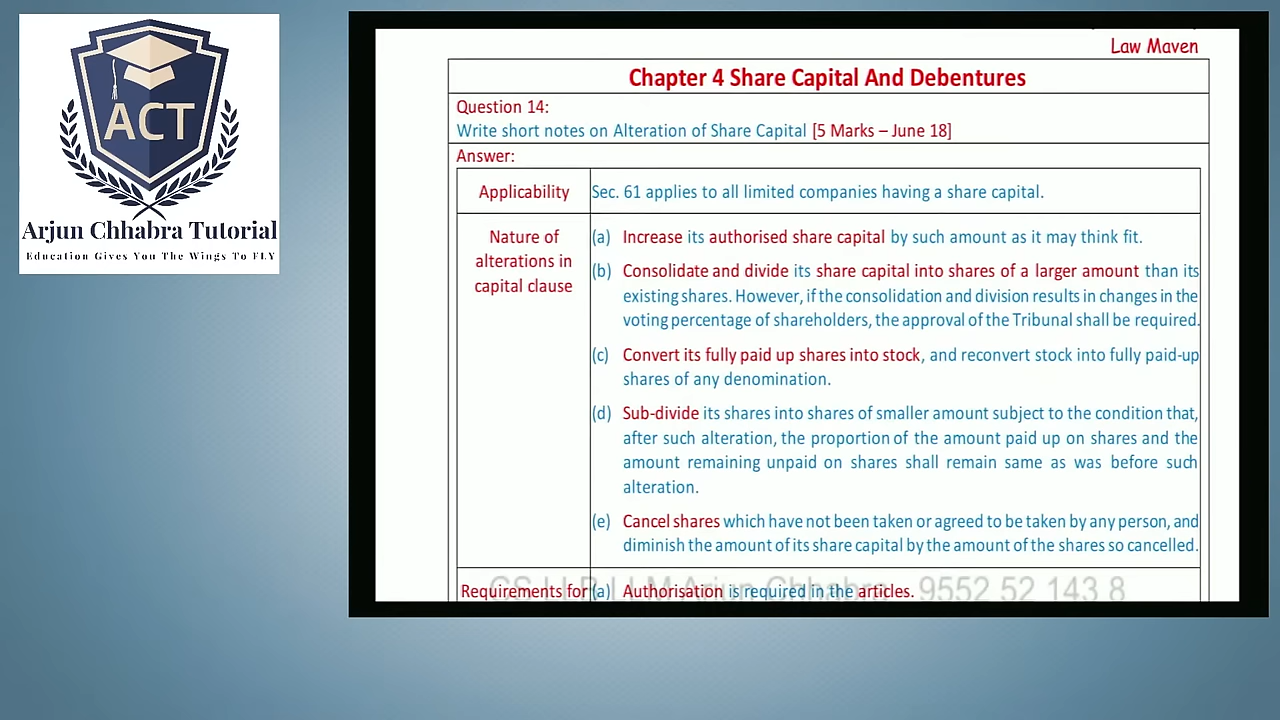 ACT
Arjun Chhabra Tutorial
Education Gives You The Wings To FLY
Law Maven
Chapter 4 Share Capital And Debentures
Question 14:
Write short notes on Alteration of Share Capital [5 Marks – June 18]
Answer:
Applicability
Sec. 61 applies to all limited companies having a share capital.
Nature of
alterations in
capital clause
(a) Increase its authorised share capital by such amount as it may think fit.
(b) Consolidate and divide its share capital into shares of a larger amount than its
existing shares. However, if the consolidation and division results in changes in the
voting percentage of shareholders, the approval of the Tribunal shall be required.
(c) Convert its fully paid up shares into stock, and reconvert stock into fully paid-up
shares of any denomination.
(d) Sub-divide its shares into shares of smaller amount subject to the condition that,
after such alteration, the proportion of the amount paid up on shares and the
amount remaining unpaid on shares shall remain same as was before such
alteration.
(e) Cancel shares which have not been taken or agreed to be taken by any person, and
diminish the amount of its share capital by the amount of the shares so cancelled.
Requirements for
(a) Authorisation is required in the articles.
CS LLB LLM Arjun Chhabra - 9552 52 143 8